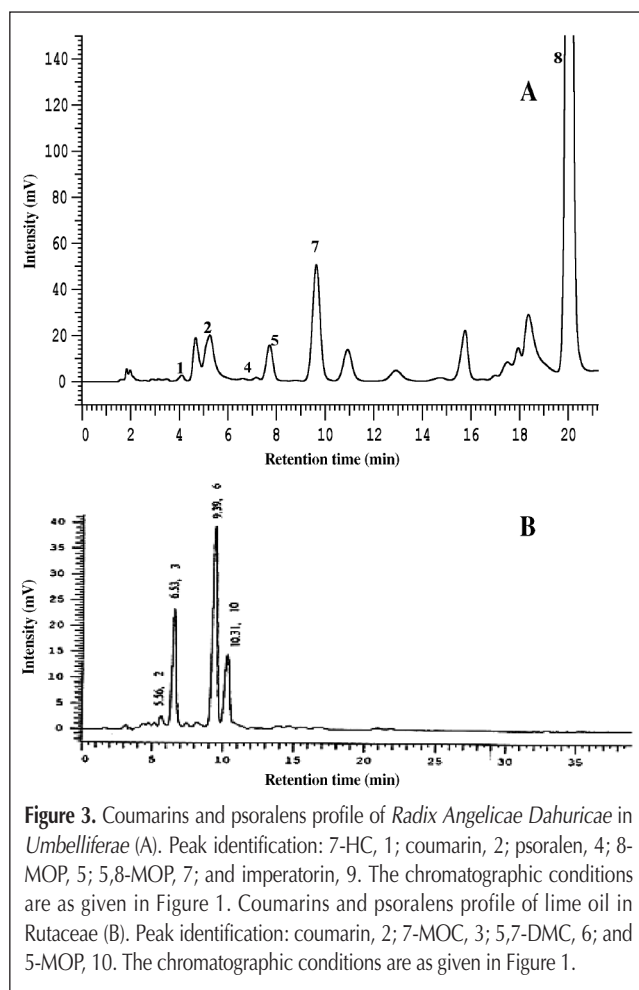 140
120
100
80
60
40
20
0
Intensity (mV)
A
8
7
2
1
4
5
0 2 4 6 8 10 12 14 16 18 20
Retention time (min)
40
35
30
25
20
15
10
5
0
Intensity (mV)
B
5.56, 2
6.53, 3
9.39, 6
10.31, 10
0 5 10 15 20 25 30 35
Retention time (min)
Figure 3. Coumarins and psoralens profile of Radix Angelicae Dahuricae in
Umbelliferae (A). Peak identification: 7-HC, 1; coumarin, 2; psoralen, 4; 8-
MOP, 5; 5,8-MOP, 7; and imperatorin, 9. The chromatographic conditions
are as given in Figure 1. Coumarins and psoralens profile of lime oil in
Rutaceae (B). Peak identification: coumarin, 2; 7-MOC, 3; 5,7-DMC, 6; and
5-MOP, 10. The chromatographic conditions are as given in Figure 1.